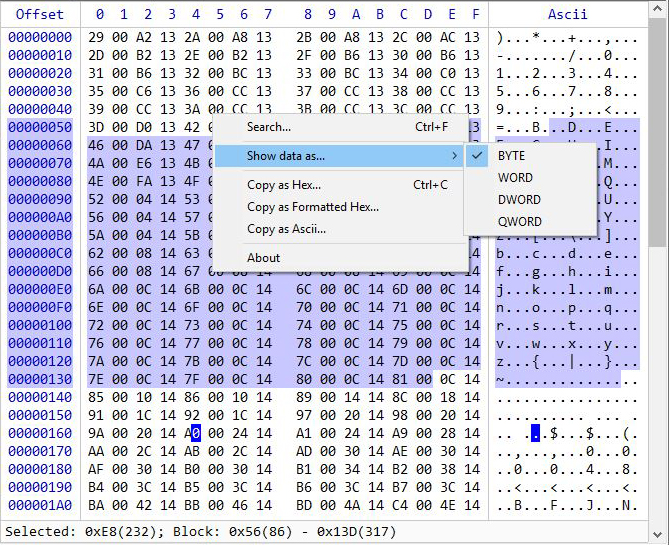 Offset 0 1 2 3 4 5 6 7 8 9 A B C D E F Ascii
00000000 29 00 A2 13 2A 00 A8 13 2B 00 A8 13 2C 00 AC 13 )...*...+...,...
00000010 2D 00 B2 13 2E 00 B2 13 2F 00 B6 13 30 00 B6 13 -......./...0...
00000020 31 00 B6 13 32 00 BC 13 33 00 BC 13 34 00 C0 13 1...2...3...4...
00000030 35 00 C6 13 36 00 CC 13 37 00 CC 13 38 00 CC 13 5...6...7...8...
00000040 39 00 CC 13 3A 00 CC 13 3B 00 CC 13 3C 00 CC 13 9...:...;...<...
00000050 3D 00 D0 13 42 13 =...B...D...E...
00000060 46 00 DA 13 47 I...
00000070 4A 00 E6 13 4B M...
00000080 4E 00 FA 13 4F Q...
00000090 52 00 04 14 53 U...
000000A0 56 00 04 14 57 Y...
000000B0 5A 00 04 14 5B ]...
000000C0 62 00 08 14 63 14 b...c...d...e...
000000D0 66 00 08 14 67 00 08 14 68 00 08 14 69 00 0C 14 f...g...h...i...
000000E0 6A 00 0C 14 6B 00 0C 14 6C 00 0C 14 6D 00 0C 14 j...k...l...m...
000000F0 6E 00 0C 14 6F 00 0C 14 70 00 0C 14 71 00 0C 14 n...o...p...q...
00000100 72 00 0C 14 73 00 0C 14 74 00 0C 14 75 00 0C 14 r...s...t...u...
00000110 76 00 0C 14 77 00 0C 14 78 00 0C 14 79 00 0C 14 v...w...x...y...
00000120 7A 00 0C 14 7B 00 0C 14 7C 00 0C 14 7D 00 0C 14 z...{...|...}...
00000130 7E 00 0C 14 7F 00 0C 14 80 00 0C 14 81 00 0C 14 ~...............
00000140 85 00 10 14 86 00 10 14 89 00 14 14 8C 00 18 14 ................
00000150 91 00 1C 14 92 00 1C 14 97 00 20 14 98 00 20 14 .......... ... .
00000160 9A 00 20 14 A0 00 24 14 A1 00 24 14 A9 00 28 14 .. ...$...$...(.
00000170 AA 00 2C 14 AB 00 2C 14 AD 00 30 14 AE 00 30 14 ..,...,...0...0.
00000180 AF 00 30 14 B0 00 30 14 B1 00 34 14 B2 00 38 14 ..0...0...4...8.
00000190 B4 00 3C 14 B5 00 3C 14 B6 00 3C 14 B7 00 3C 14 ..<...<...<...<.
000001A0 BA 00 42 14 BB 00 46 14 BD 00 4A 14 C4 00 4E 14 ..B...F...J...N.
Search... Ctrl+F
Show data as...
Copy as Hex... Ctrl+C
Copy as Formatted Hex...
Copy as Ascii...
About
BYTE
WORD
DWORD
QWORD
Selected: 0xE8(232); Block: 0x56(86) - 0x13D(317)